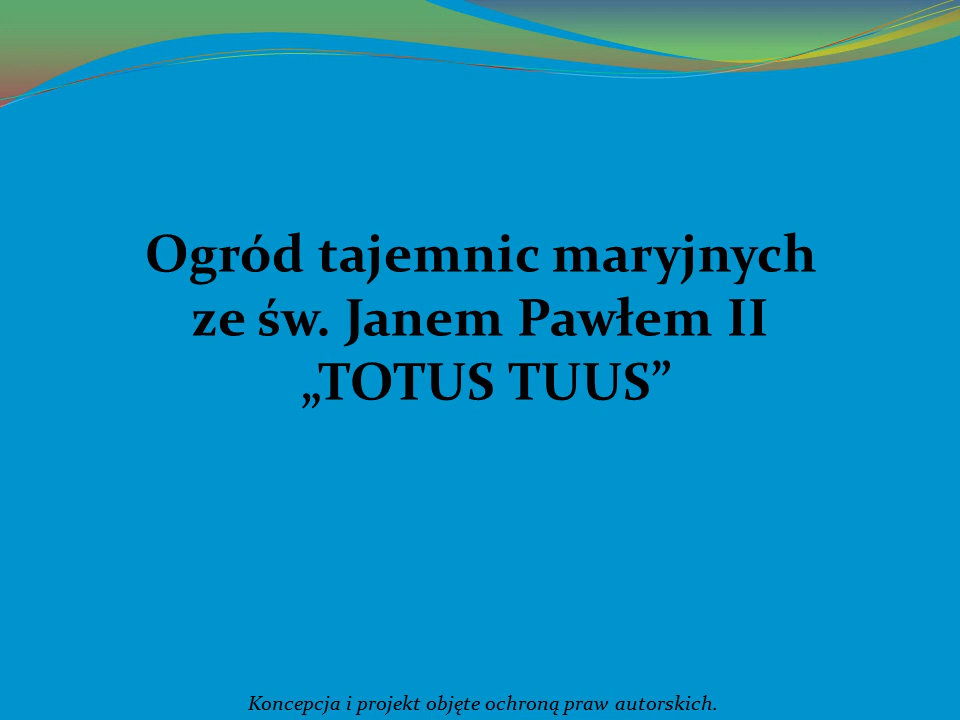 Ogród tajemnic maryjnych
ze św. Janem Pawłem II
„TOTUS TUUS”
Koncepcja i projekt objęte ochroną praw autorskich.